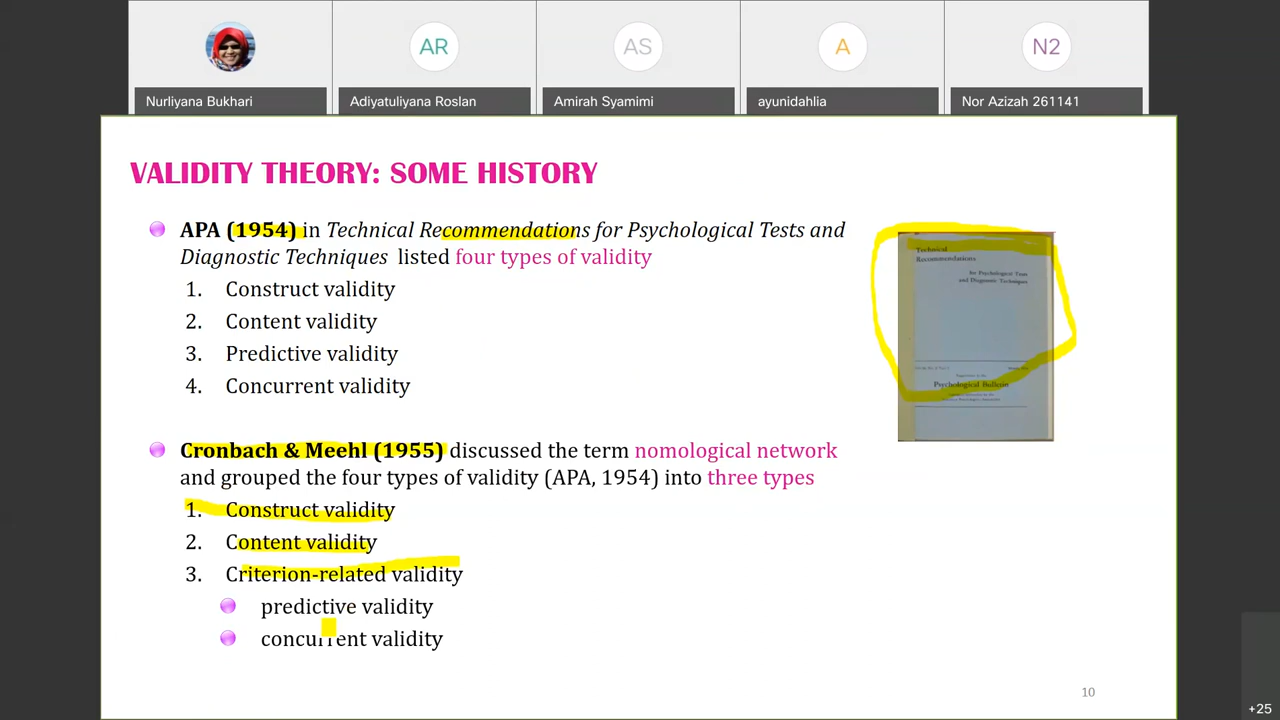 AR
AS
A
N2
Nurliyana Bukhari
Adiyatuliyana Roslan
Amirah Syamimi
ayunidahlia
Nor Azizah 261141
VALIDITY THEORY: SOME HISTORY
APA (1954) in Technical Recommendations for Psychological Tests and
Diagnostic Techniques listed four types of validity
1. Construct validity
2. Content validity
3. Predictive validity
4. Concurrent validity
Technical
Recommendations
for Psychological Tests
and Diagnostic Techniques
Psychological Bulletin
Cronbach & Meehl (1955) discussed the term nomological network
and grouped the four types of validity (APA, 1954) into three types
1. Construct validity
2. Content validity
3. Criterion-related validity
predictive validity
concurrent validity
10
+25